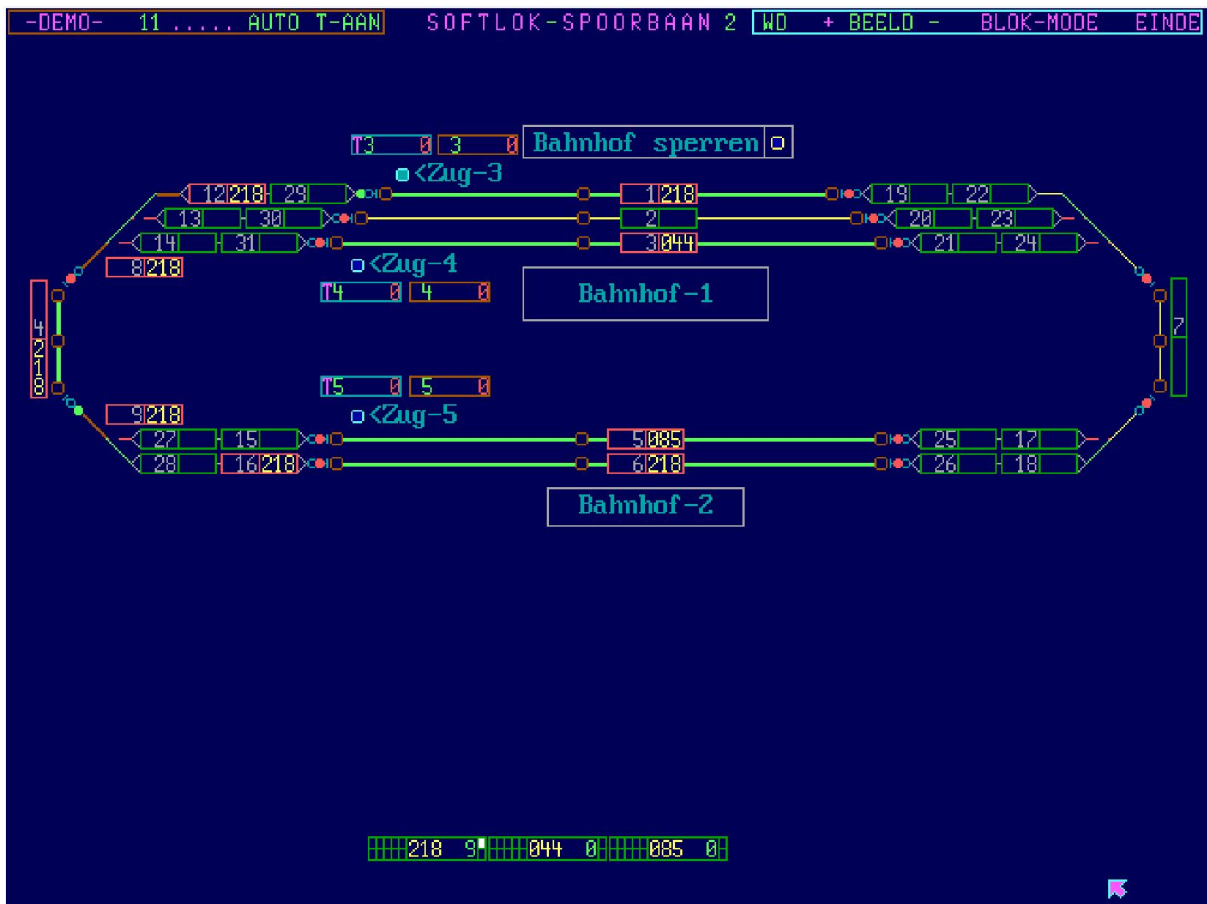 -DEMO- 11 ..... AUTO T-AAN SOFTLOK-SPOORBAAN 2 WD + BEELD - BLOK-MODE EINDE
T3 0 3 0 Bahnhof sperren
<Zug-3
12 218 29 1 218 19 22
13 30 2 20 23
14 31 3 044 21 24
8 218 <Zug-4
T4 0 4 0 Bahnhof-1
4 218 7
T5 0 5 0
9 218 <Zug-5
27 15 5 085 25 17
28 16 218 6 218 26 18
Bahnhof-2
218 9 044 0 085 0